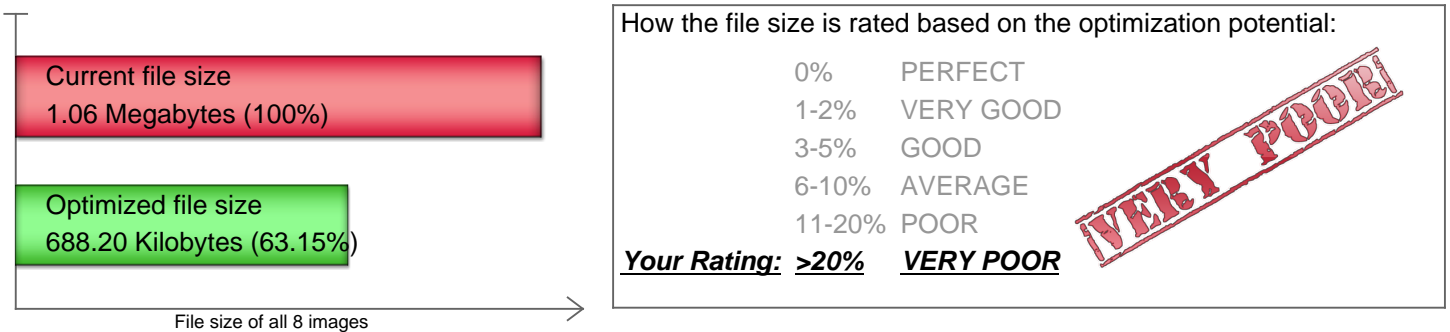 Current file size
1.06 Megabytes (100%)
Optimized file size
688.20 Kilobytes (63.15%)
File size of all 8 images
How the file size is rated based on the optimization potential:
0% PERFECT
1-2% VERY GOOD
3-5% GOOD
6-10% AVERAGE
11-20% POOR
Your Rating: >20% VERY POOR
VERY POOR